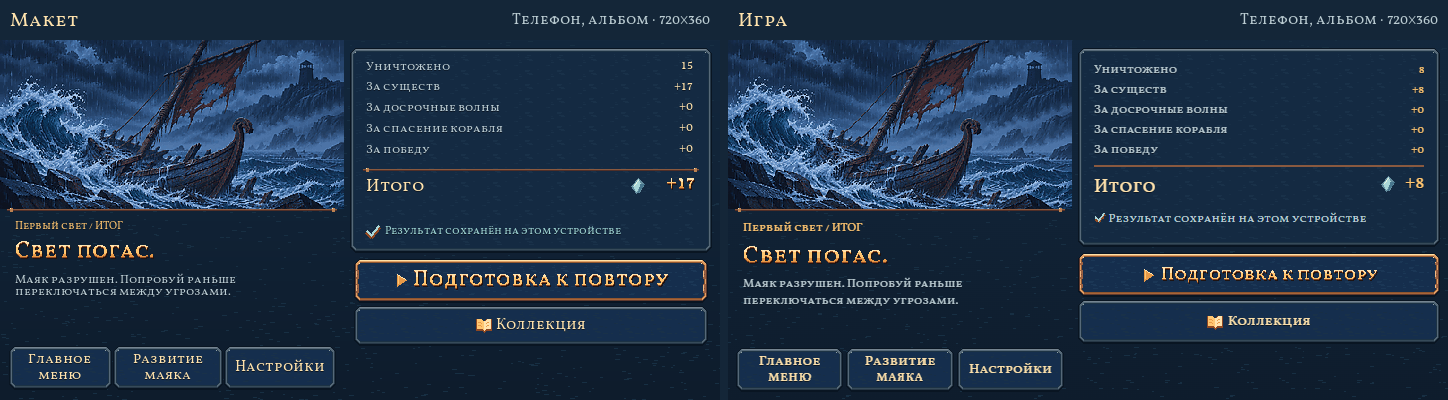 Макет
Телефон, альбом · 720×360
Уничтожено 15
За существ +17
За досрочные волны +0
За спасение корабля +0
За победу +0
Итого +17
Результат сохранён на этом устройстве
Первый свет / ИТОГ
Свет погас.
Маяк разрушен. Попробуй раньше
переключаться между угрозами.
Подготовка к повтору
Коллекция
Главное
меню
Развитие
маяка
Настройки
Игра
Телефон, альбом · 720×360
Уничтожено 8
За существ +8
За досрочные волны +0
За спасение корабля +0
За победу +0
Итого +8
Результат сохранён на этом устройстве
Первый свет / ИТОГ
Свет погас.
Маяк разрушен. Попробуй раньше
переключаться между угрозами.
Подготовка к повтору
Коллекция
Главное
меню
Развитие
маяка
Настройки